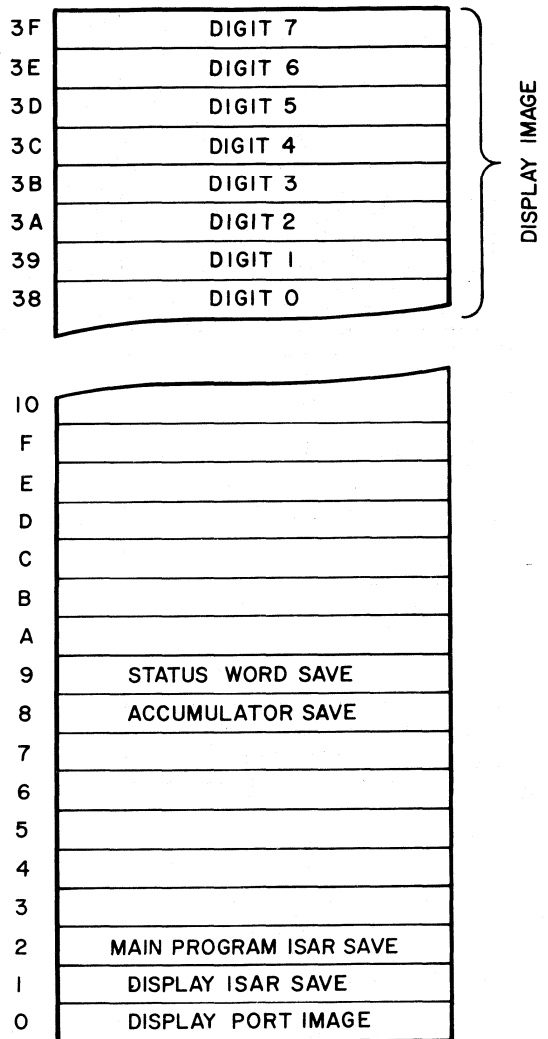 3F DIGIT 7
3E DIGIT 6
3D DIGIT 5
3C DIGIT 4
3B DIGIT 3
3A DIGIT 2
39 DIGIT 1
38 DIGIT 0
DISPLAY IMAGE
10
F
E
D
C
B
A
9 STATUS WORD SAVE
8 ACCUMULATOR SAVE
7
6
5
4
3
2 MAIN PROGRAM ISAR SAVE
1 DISPLAY ISAR SAVE
0 DISPLAY PORT IMAGE